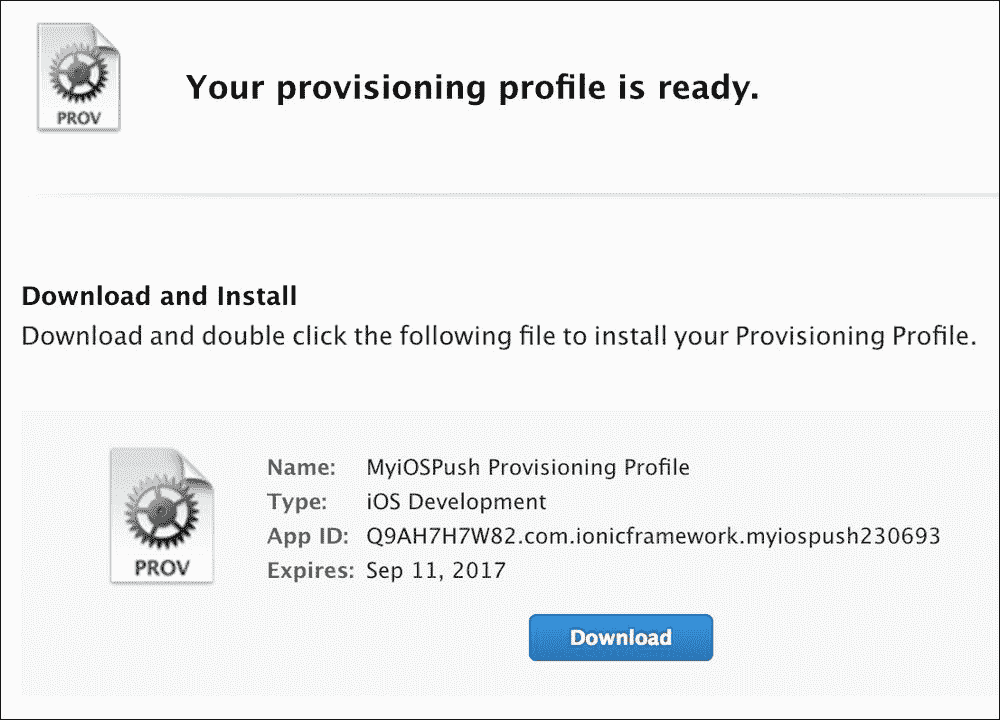 PROV
Your provisioning profile is ready.
Download and Install
Download and double click the following file to install your Provisioning Profile.
PROV
Name: MyiOSPush Provisioning Profile
Type: iOS Development
App ID: Q9AH7H7W82.com.ionicframework.myiospush230693
Expires: Sep 11, 2017
Download